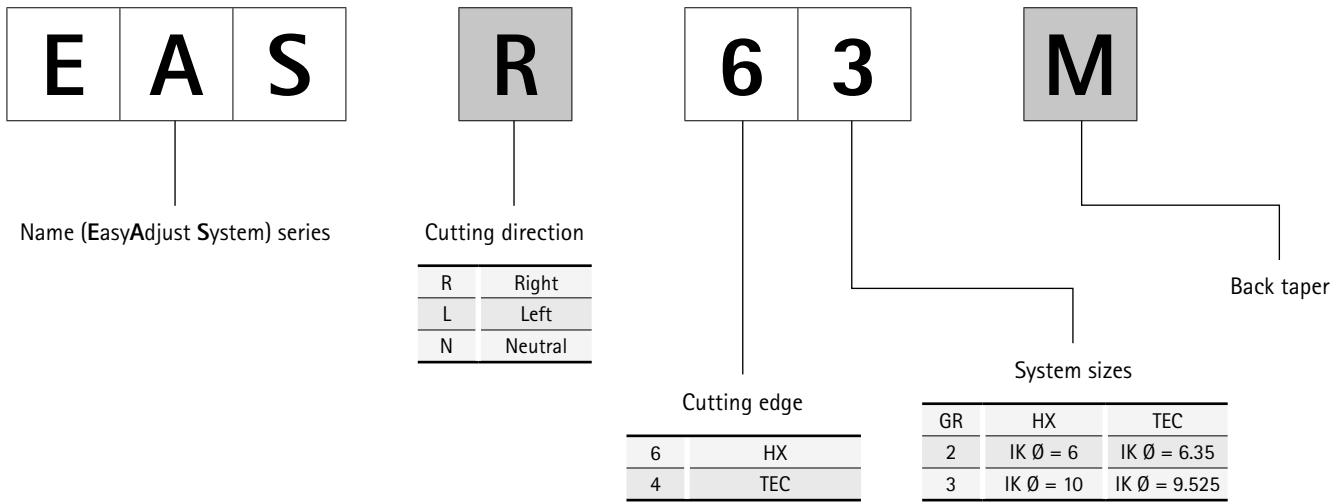 E A S R 6 3 M
Name (EasyAdjust System) series
Cutting direction
R Right
L Left
N Neutral
Cutting edge
6 HX
4 TEC
System sizes
GR HX TEC
2 IK Ø = 6 IK Ø = 6.35
3 IK Ø = 10 IK Ø = 9.525
Back taper